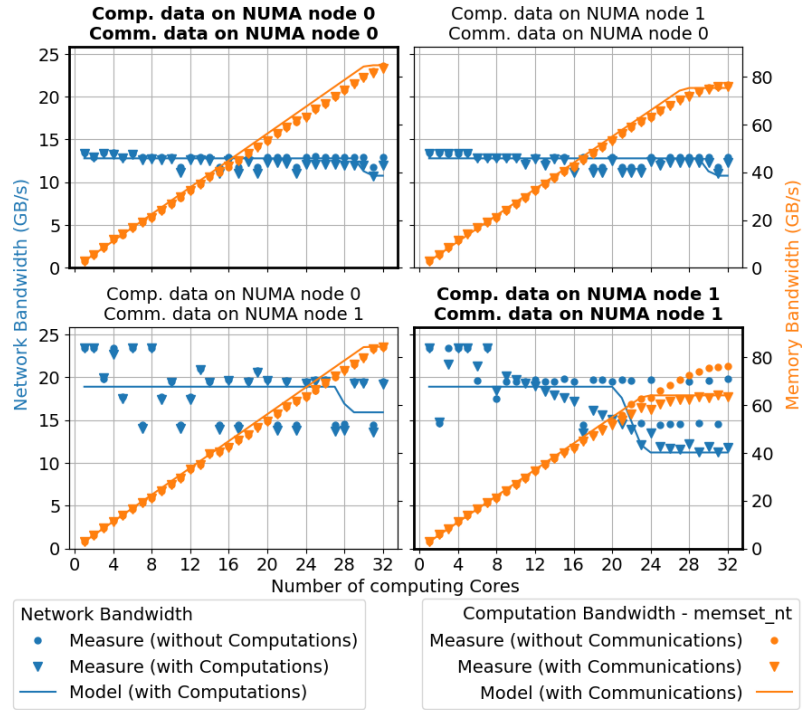 Comp. data on NUMA node 0
Comm. data on NUMA node 0
Comp. data on NUMA node 1
Comm. data on NUMA node 0
25
20
15
10
5
0
80
60
40
20
0
Comp. data on NUMA node 0
Comm. data on NUMA node 1
Comp. data on NUMA node 1
Comm. data on NUMA node 1
25
20
15
10
5
0
80
60
40
20
0
0 4 8 12 16 20 24 28 32
0 4 8 12 16 20 24 28 32
Network Bandwidth (GB/s)
Memory Bandwidth (GB/s)
Number of computing Cores
Network Bandwidth
Measure (without Computations)
Measure (with Computations)
Model (with Computations)
Computation Bandwidth - memset_nt
Measure (without Communications)
Measure (with Communications)
Model (with Communications)